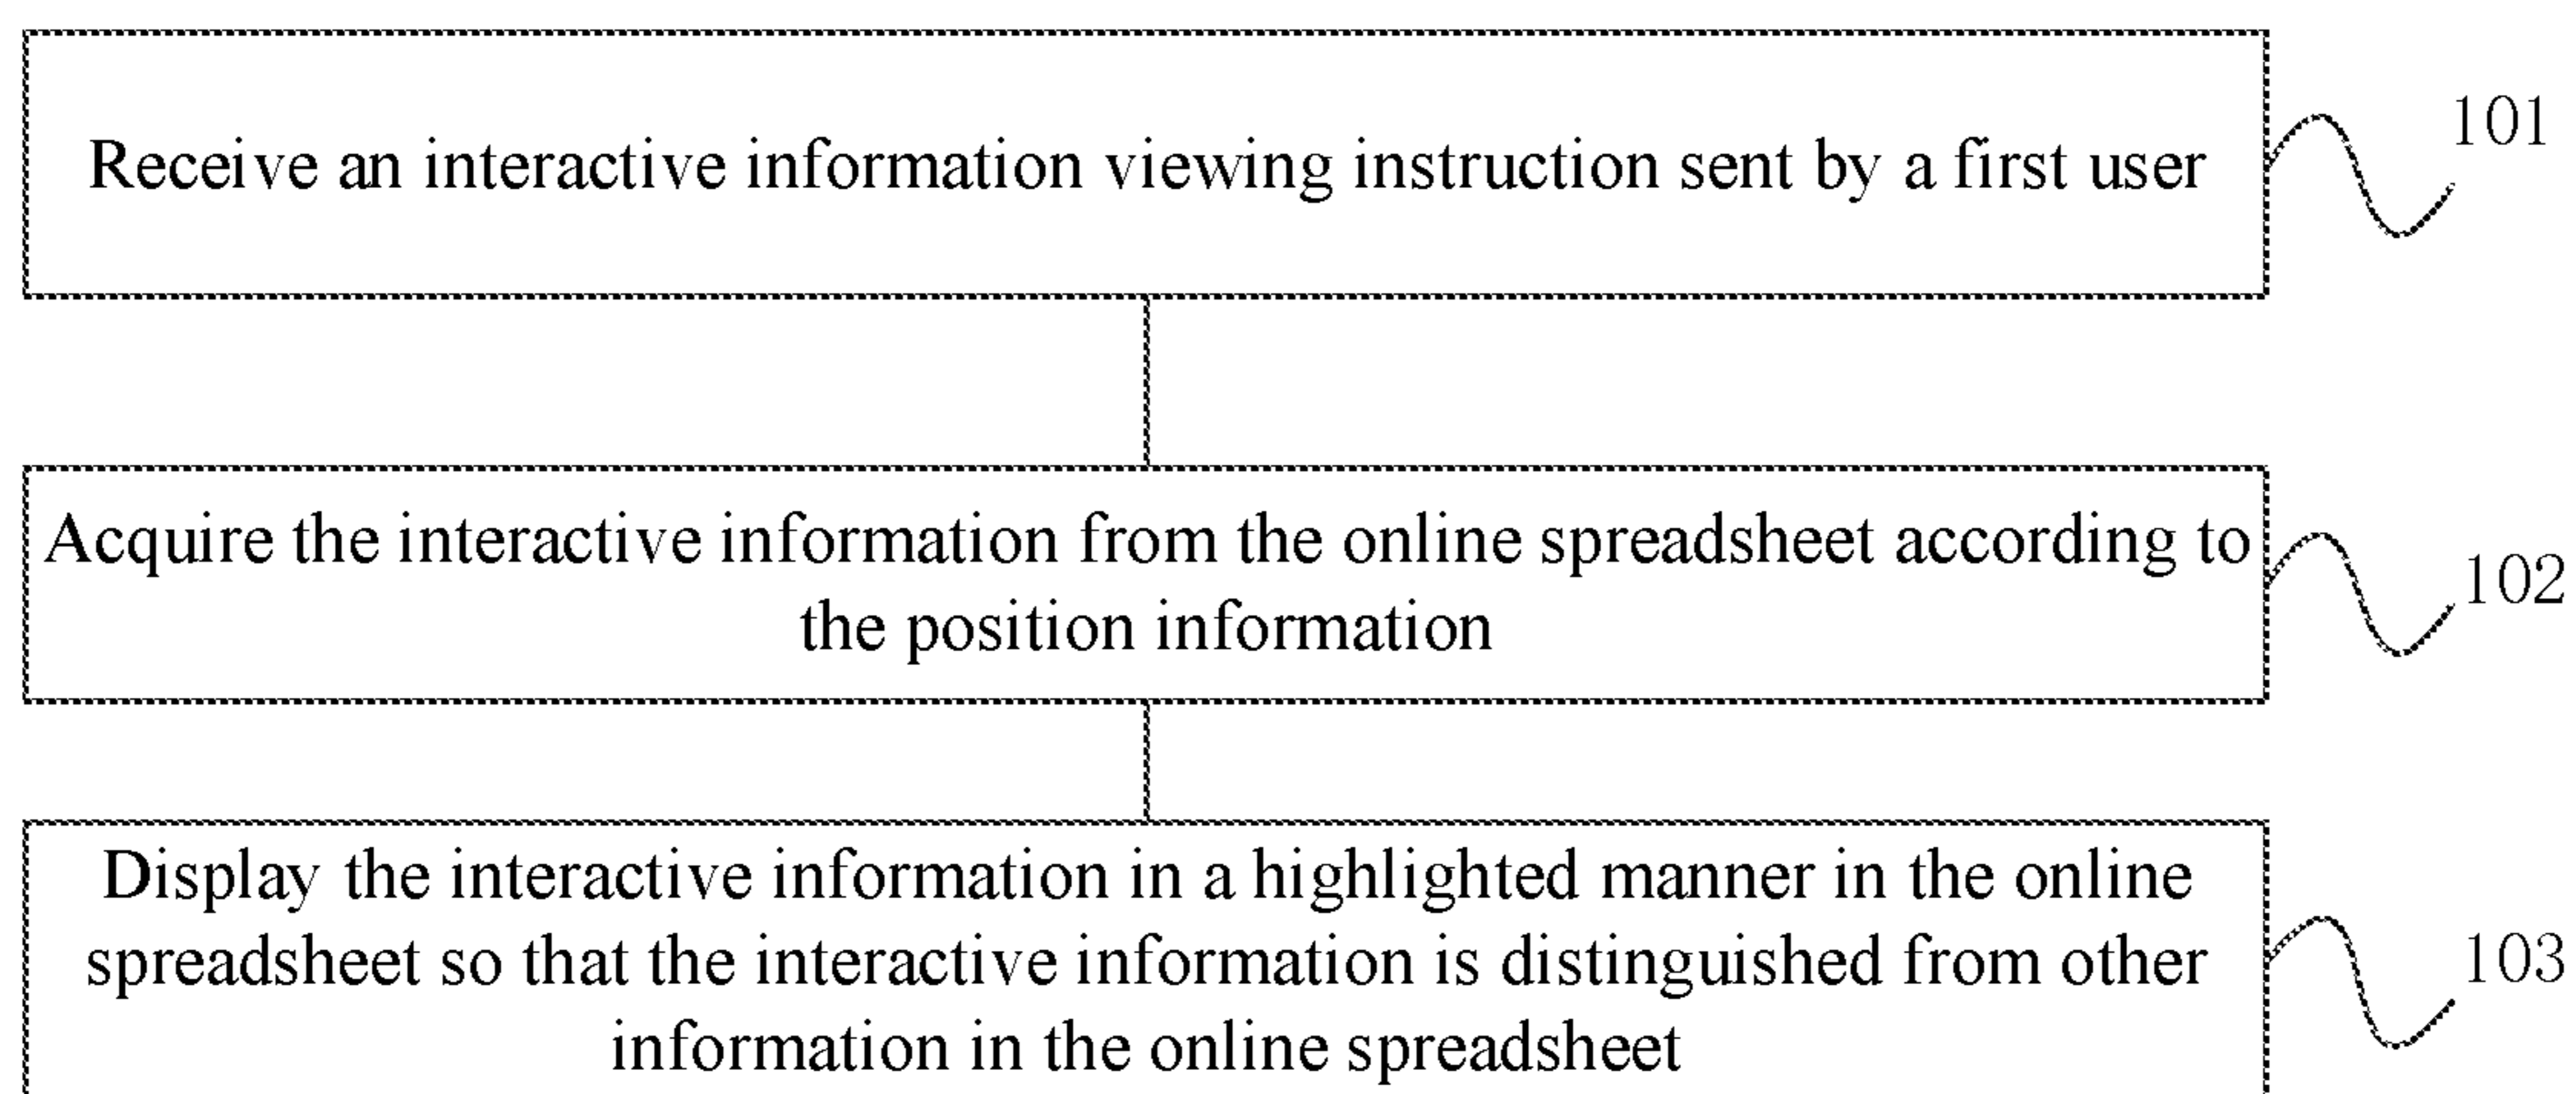 Receive an interactive information viewing instruction sent by a first user
101
Acquire the interactive information from the online spreadsheet according to
the position information
102
Display the interactive information in a highlighted manner in the online
spreadsheet so that the interactive information is distinguished from other
information in the online spreadsheet
103